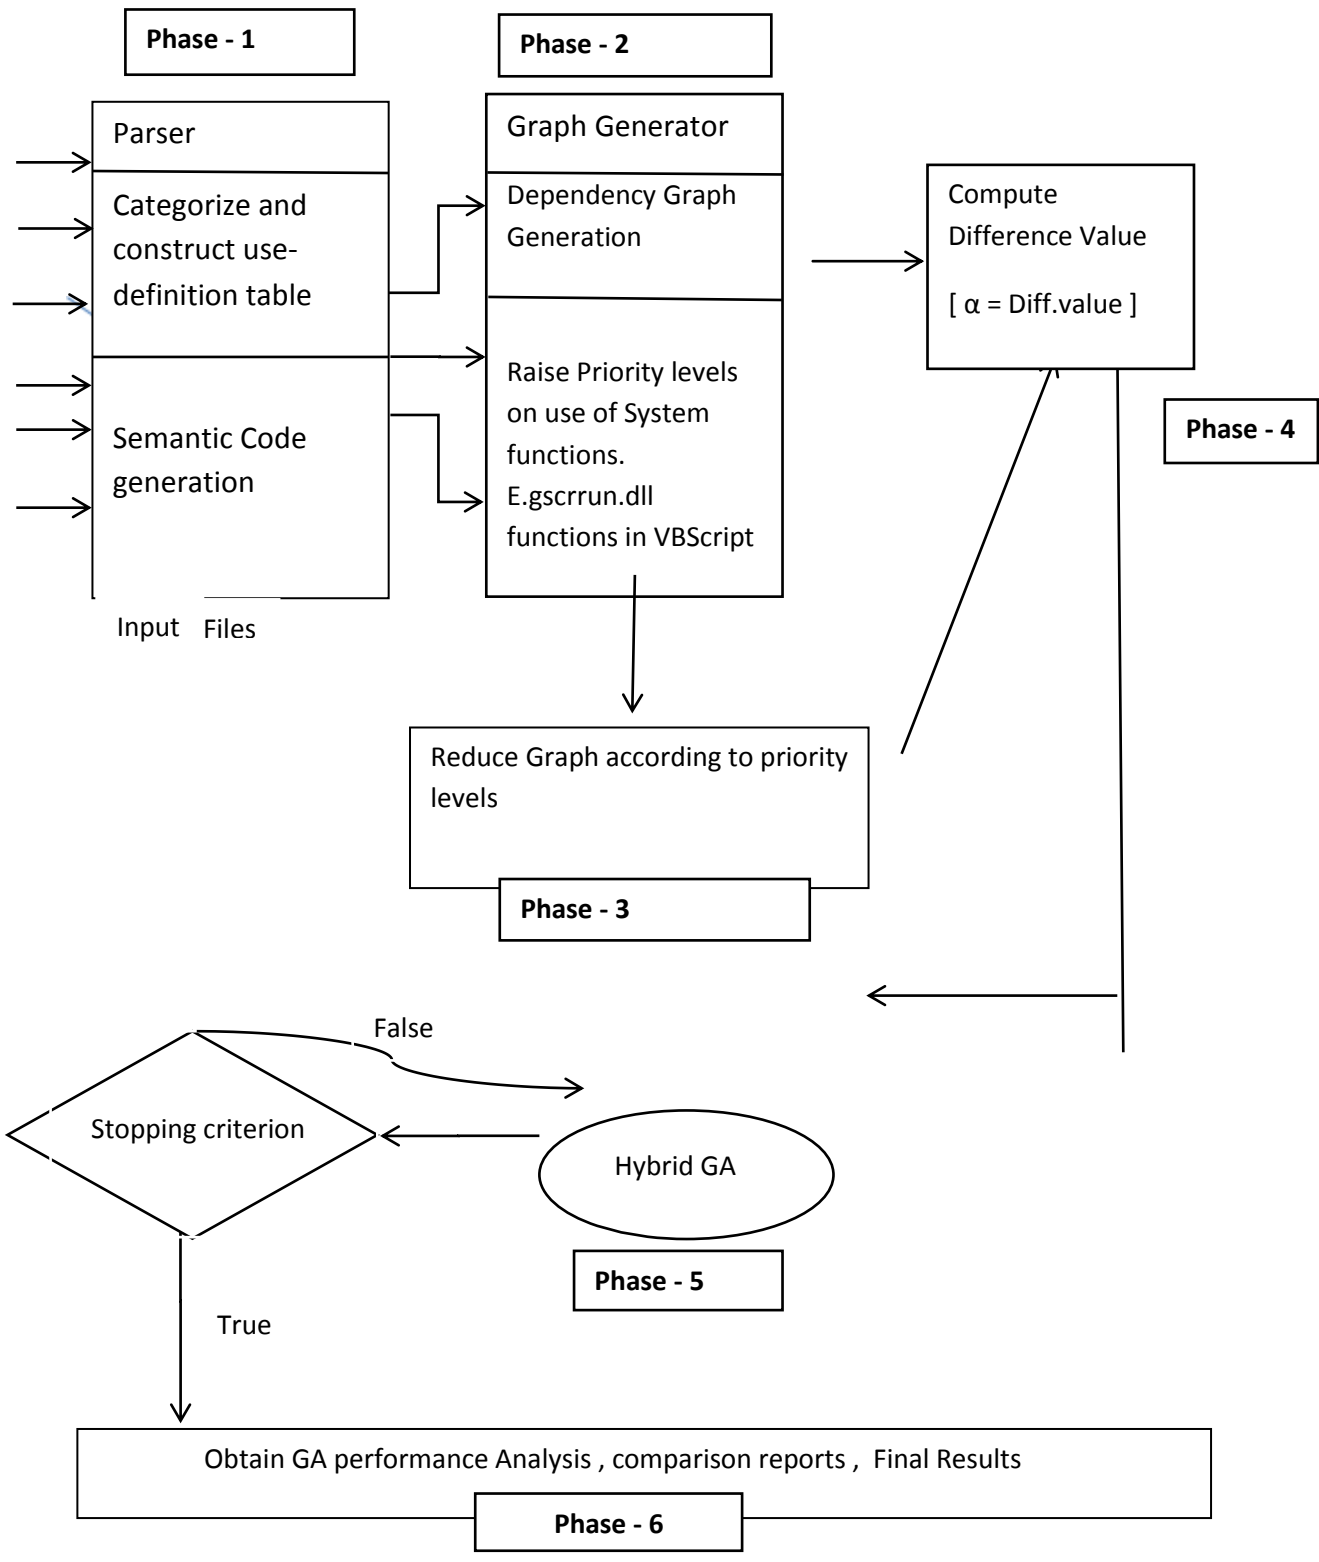 Phase - 1
Parser
Categorize and
construct use-
definition table
Semantic Code
generation
Input Files
Phase - 2
Graph Generator
Dependency Graph
Generation
Raise Priority levels
on use of System
functions.
E.gscrrun.dll
functions in VBScript
Compute
Difference Value
[ α = Diff.value ]
Phase - 4
Reduce Graph according to priority
levels
Phase - 3
False
Stopping criterion
Hybrid GA
Phase - 5
True
Obtain GA performance Analysis , comparison reports , Final Results
Phase - 6